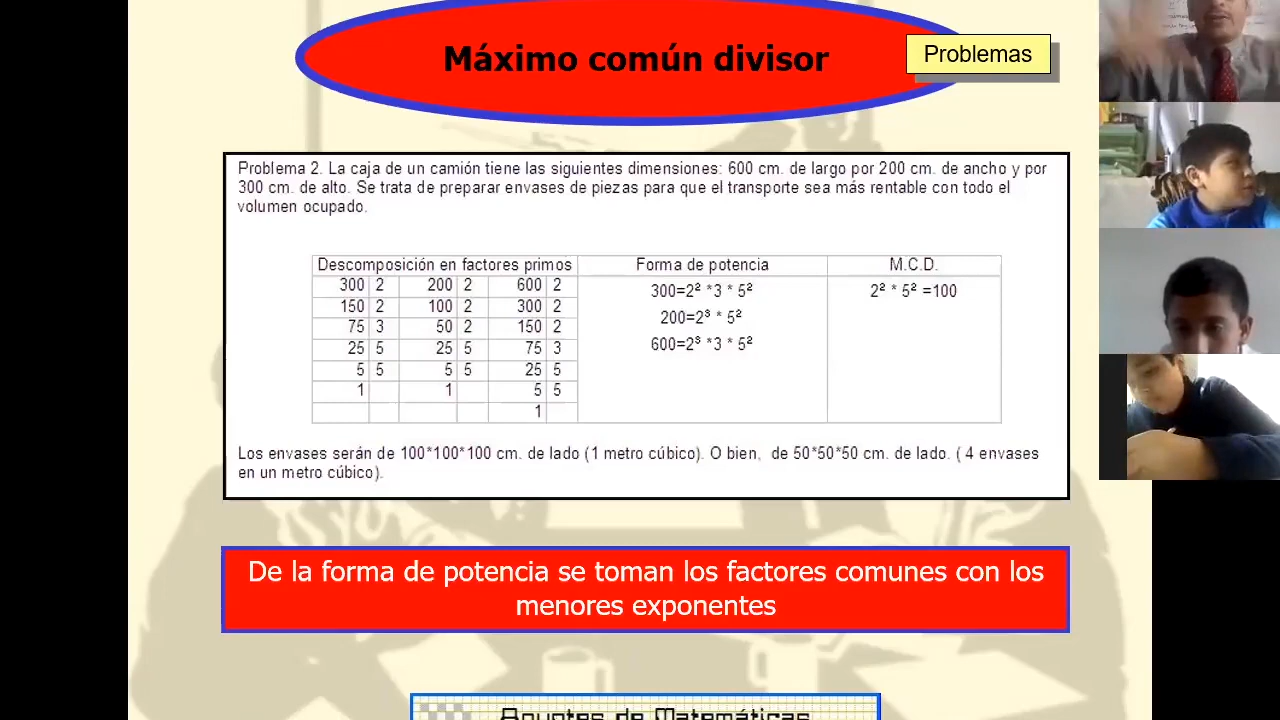 Máximo común divisor
Problemas
Problema 2. La caja de un camión tiene las siguientes dimensiones: 600 cm. de largo por 200 cm. de ancho y por
300 cm. de alto. Se trata de preparar envases de piezas para que el transporte sea más rentable con todo el
volumen ocupado.
Descomposición en factores primos Forma de potencia M.C.D.
300 2 200 2 600 2 300=2² *3 * 5² 2² * 5² =100
150 2 100 2 300 2 200=2³ * 5²
75 3 50 2 150 2 600=2³ *3 * 5²
25 5 25 5 75 3
5 5 5 5 25 5
1 1 5 5
1
Los envases serán de 100*100*100 cm. de lado (1 metro cúbico). O bien, de 50*50*50 cm. de lado. ( 4 envases
en un metro cúbico).
De la forma de potencia se toman los factores comunes con los
menores exponentes
Apuntes de Matemáticas